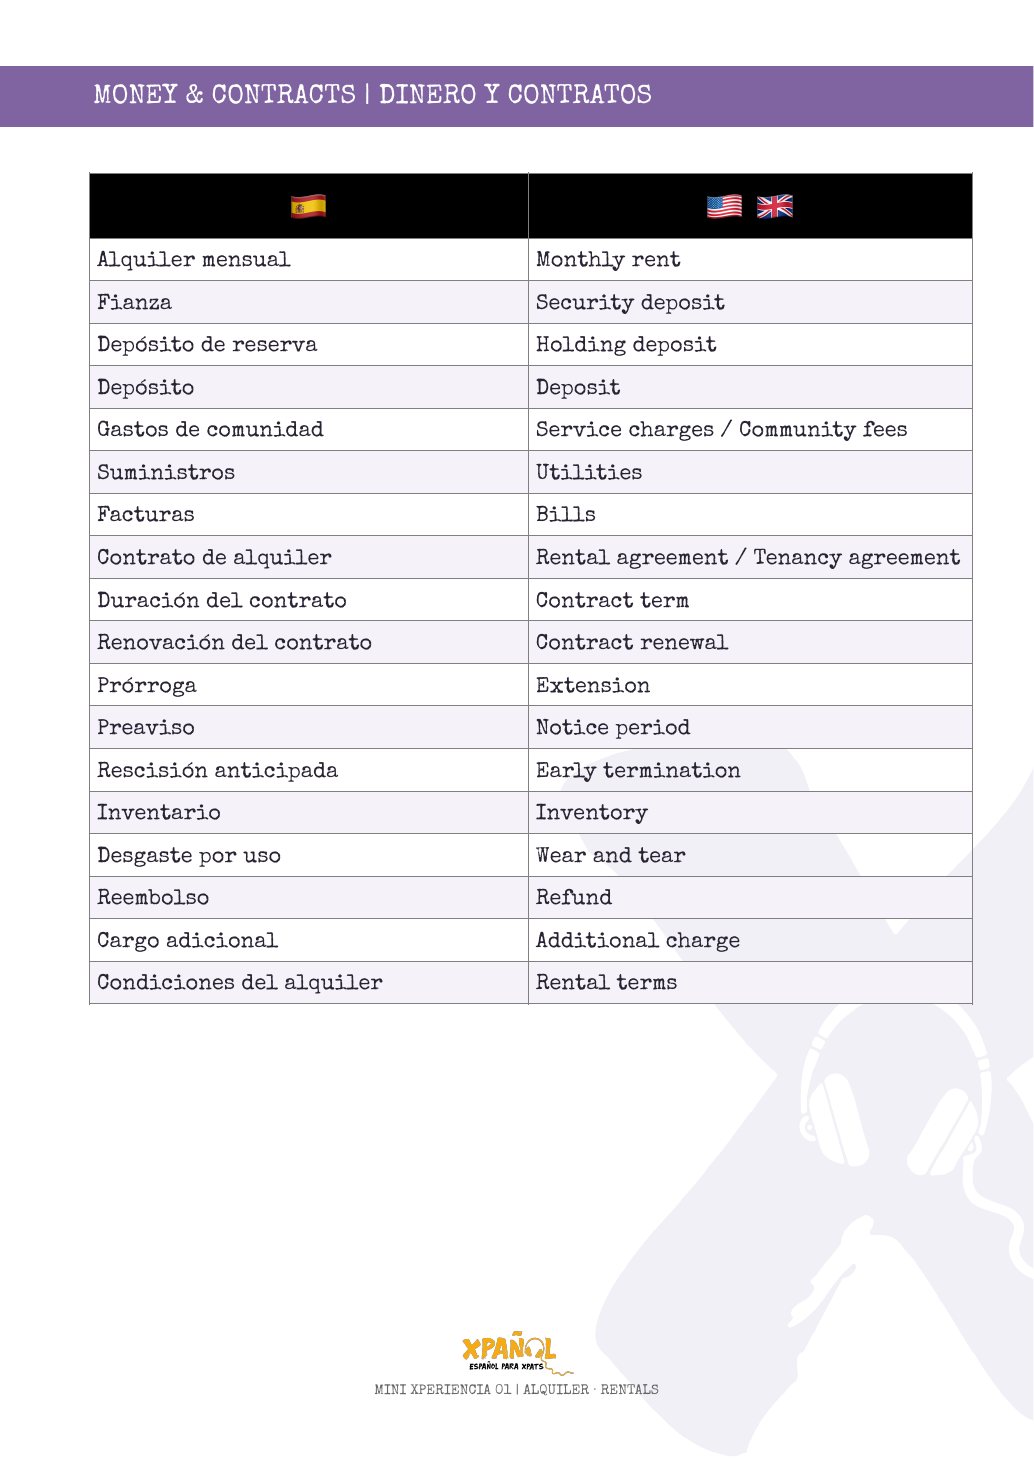 MONEY & CONTRACTS | DINERO Y CONTRATOS
Alquiler mensual Monthly rent
Fianza Security deposit
Depósito de reserva Holding deposit
Depósito Deposit
Gastos de comunidad Service charges / Community fees
Suministros Utilities
Facturas Bills
Contrato de alquiler Rental agreement / Tenancy agreement
Duración del contrato Contract term
Renovación del contrato Contract renewal
Prórroga Extension
Preaviso Notice period
Rescisión anticipada Early termination
Inventario Inventory
Desgaste por uso Wear and tear
Reembolso Refund
Cargo adicional Additional charge
Condiciones del alquiler Rental terms
XPAÑOL
ESPAÑOL PARA XPATS
MINI XPERIENCIA 01 | ALQUILER · RENTALS